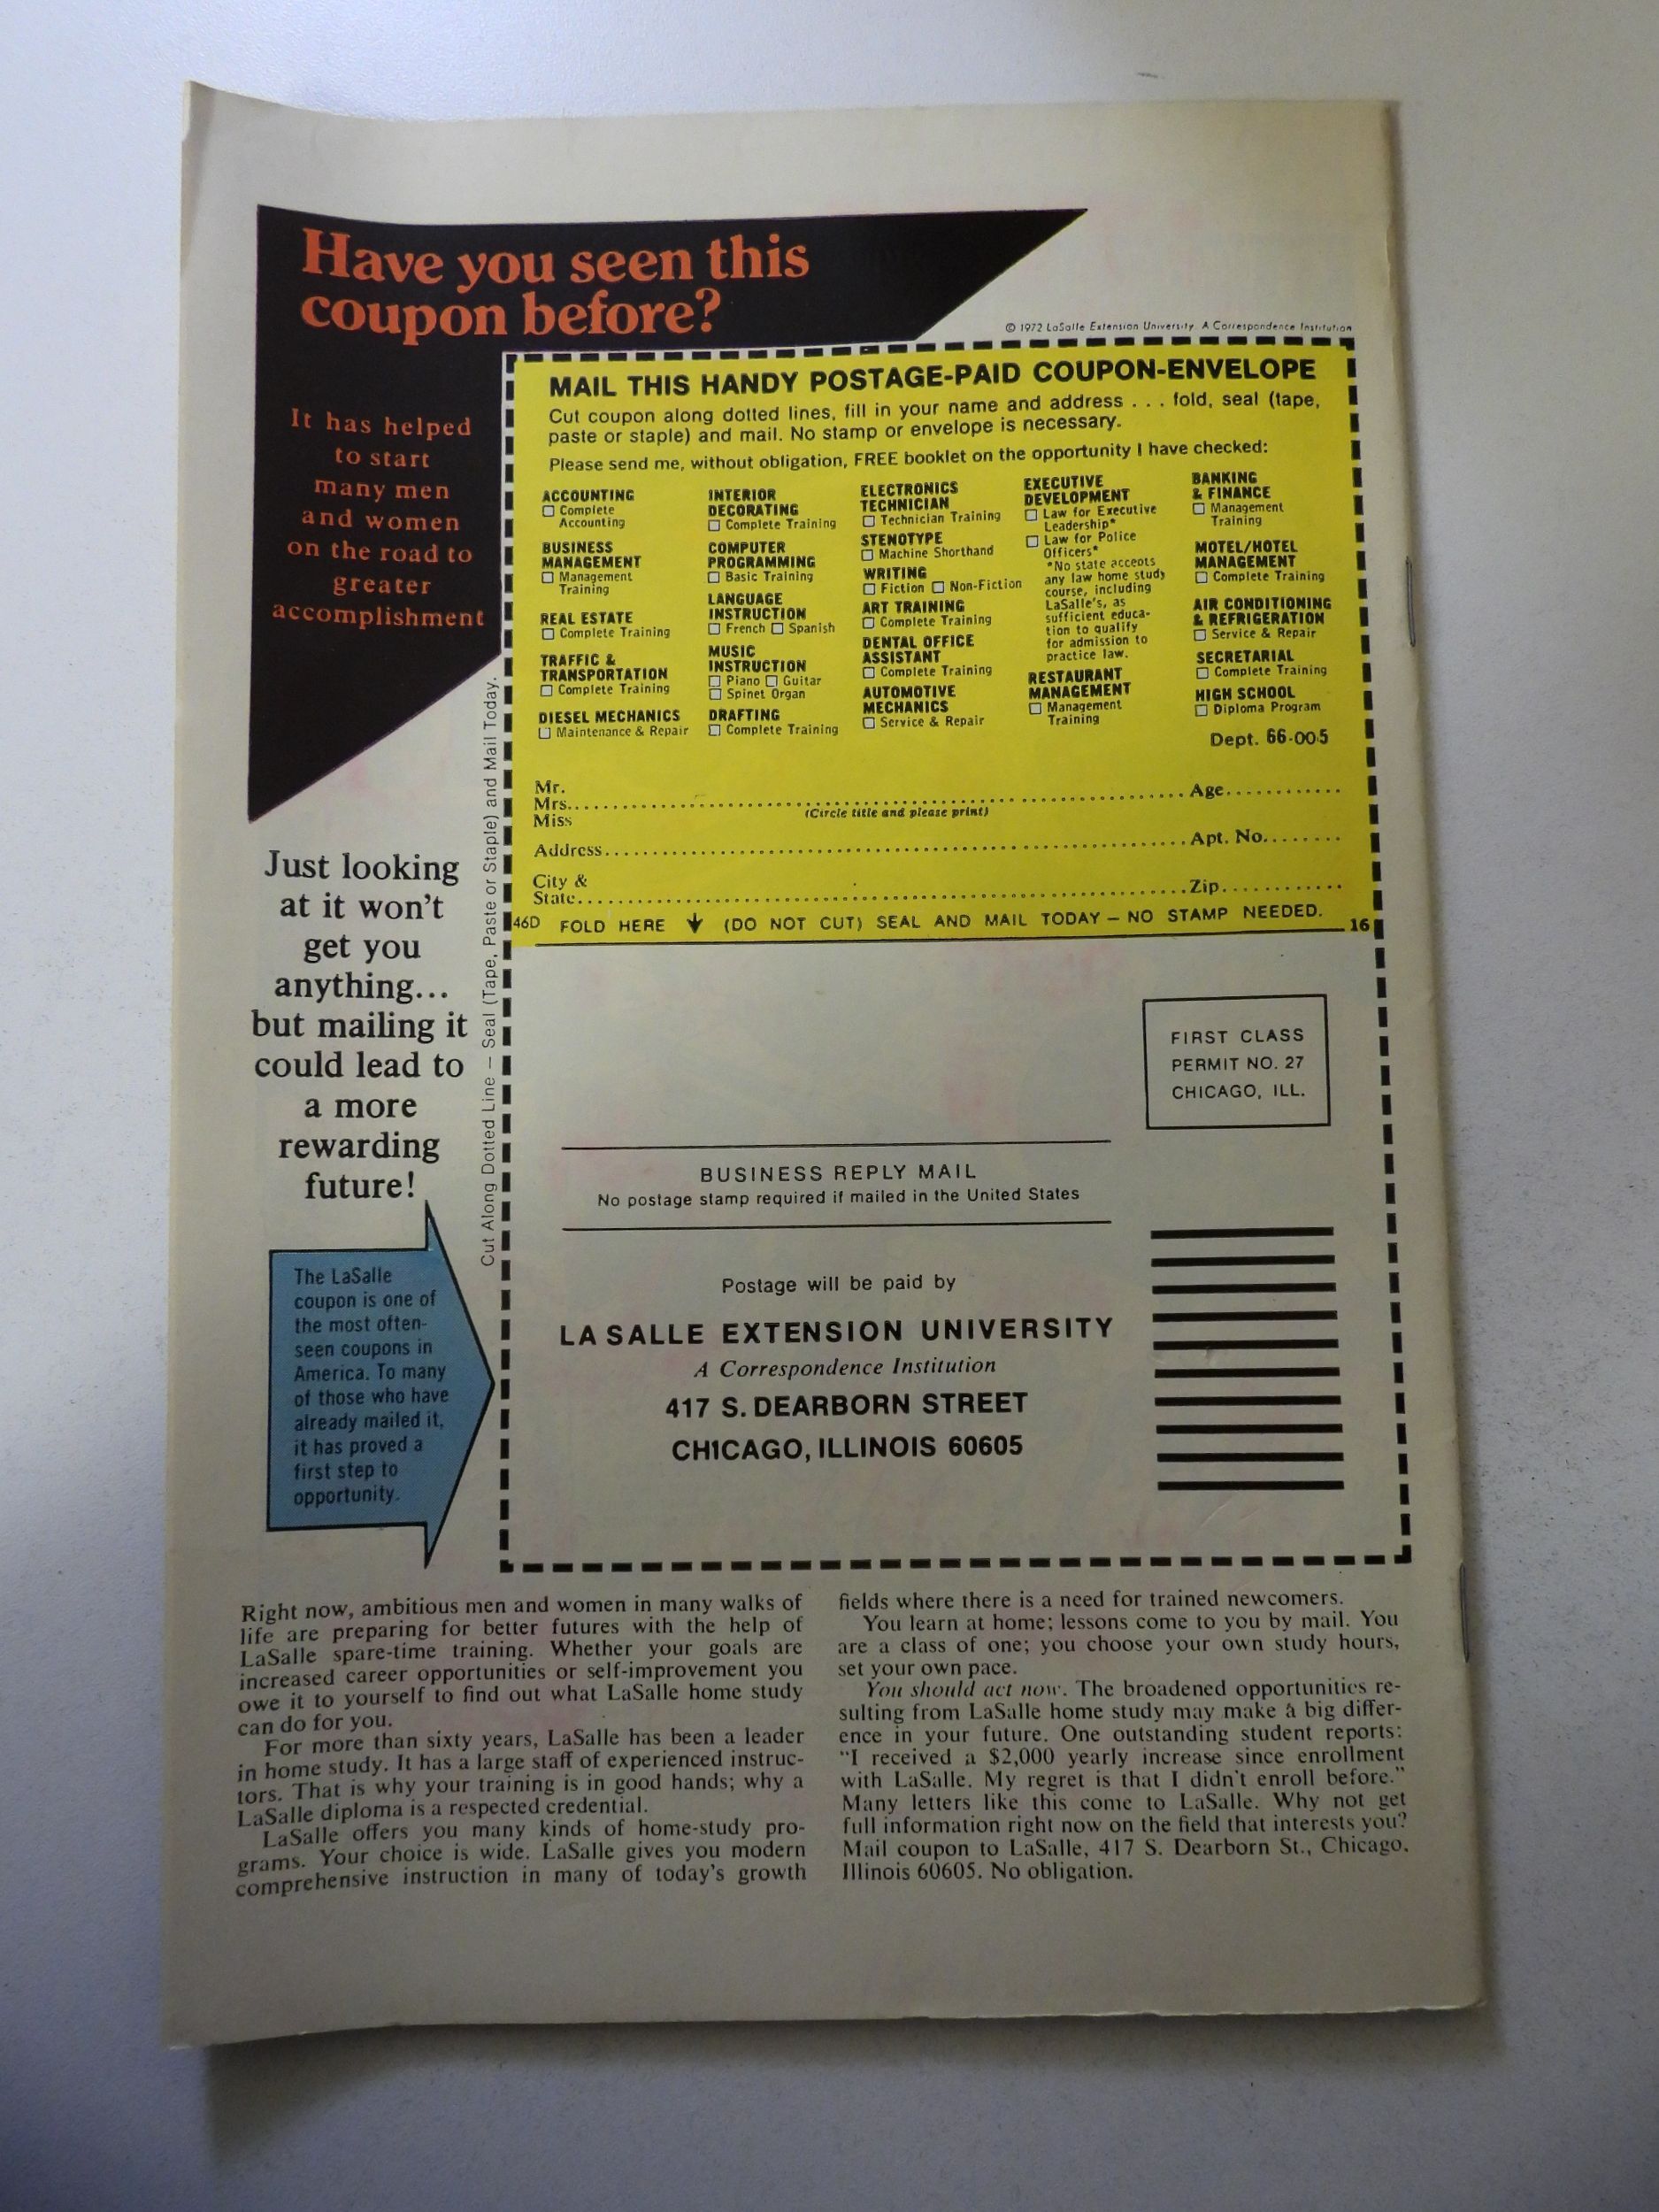 Have you seen this
coupon before?
It has helped
to start
many men
and women
on the road to
greater
accomplishment
© 1972 LaSalle Extension University. A Correspondence Institution
MAIL THIS HANDY POSTAGE-PAID COUPON-ENVELOPE
Cut coupon along dotted lines, fill in your name and address . . . fold, seal (tape,
paste or staple) and mail. No stamp or envelope is necessary.
Please send me, without obligation, FREE booklet on the opportunity I have checked:
ACCOUNTING
☐ Complete
Accounting
BUSINESS
MANAGEMENT
☐ Management
Training
REAL ESTATE
☐ Complete Training
TRAFFIC &
TRANSPORTATION
☐ Complete Training
DIESEL MECHANICS
☐ Maintenance & Repair
INTERIOR
DECORATING
☐ Complete Training
COMPUTER
PROGRAMMING
☐ Basic Training
LANGUAGE
INSTRUCTION
☐ French ☐ Spanish
MUSIC
INSTRUCTION
☐ Piano ☐ Guitar
☐ Spinet Organ
DRAFTING
☐ Complete Training
ELECTRONICS
TECHNICIAN
☐ Technician Training
STENOTYPE
☐ Machine Shorthand
WRITING
☐ Fiction ☐ Non-Fiction
ART TRAINING
☐ Complete Training
DENTAL OFFICE
ASSISTANT
☐ Complete Training
AUTOMOTIVE
MECHANICS
☐ Service & Repair
EXECUTIVE
DEVELOPMENT
☐ Law for Executive
Leadership*
☐ Law for Police
Officers*
*No state accepts
any law home study
course, including
LaSalle's, as
sufficient educa-
tion to qualify
for admission to
practice law.
RESTAURANT
MANAGEMENT
☐ Management
Training
BANKING
& FINANCE
☐ Management
Training
MOTEL/HOTEL
MANAGEMENT
☐ Complete Training
AIR CONDITIONING
& REFRIGERATION
☐ Service & Repair
SECRETARIAL
☐ Complete Training
HIGH SCHOOL
☐ Diploma Program
Dept. 66-005
Mr.
Mrs. Age
Miss (Circle title and please print)
Address Apt. No.
City &
State Zip
46D FOLD HERE ↓ (DO NOT CUT) SEAL AND MAIL TODAY – NO STAMP NEEDED. 16
Cut Along Dotted Line – Seal (Tape, Paste or Staple) and Mail Today.
Just looking
at it won't
get you
anything...
but mailing it
could lead to
a more
rewarding
future!
FIRST CLASS
PERMIT NO. 27
CHICAGO, ILL.
BUSINESS REPLY MAIL
No postage stamp required if mailed in the United States
Postage will be paid by
LA SALLE EXTENSION UNIVERSITY
A Correspondence Institution
417 S. DEARBORN STREET
CHICAGO, ILLINOIS 60605
The LaSalle
coupon is one of
the most often-
seen coupons in
America. To many
of those who have
already mailed it,
it has proved a
first step to
opportunity.
Right now, ambitious men and women in many walks of
life are preparing for better futures with the help of
LaSalle spare-time training. Whether your goals are
increased career opportunities or self-improvement you
owe it to yourself to find out what LaSalle home study
can do for you.
For more than sixty years, LaSalle has been a leader
in home study. It has a large staff of experienced instruc-
tors. That is why your training is in good hands; why a
LaSalle diploma is a respected credential.
LaSalle offers you many kinds of home-study pro-
grams. Your choice is wide. LaSalle gives you modern
comprehensive instruction in many of today's growth
fields where there is a need for trained newcomers.
You learn at home; lessons come to you by mail. You
are a class of one; you choose your own study hours,
set your own pace.
You should act now. The broadened opportunities re-
sulting from LaSalle home study may make a big differ-
ence in your future. One outstanding student reports:
"I received a $2,000 yearly increase since enrollment
with LaSalle. My regret is that I didn't enroll before."
Many letters like this come to LaSalle. Why not get
full information right now on the field that interests you?
Mail coupon to LaSalle, 417 S. Dearborn St., Chicago,
Illinois 60605. No obligation.